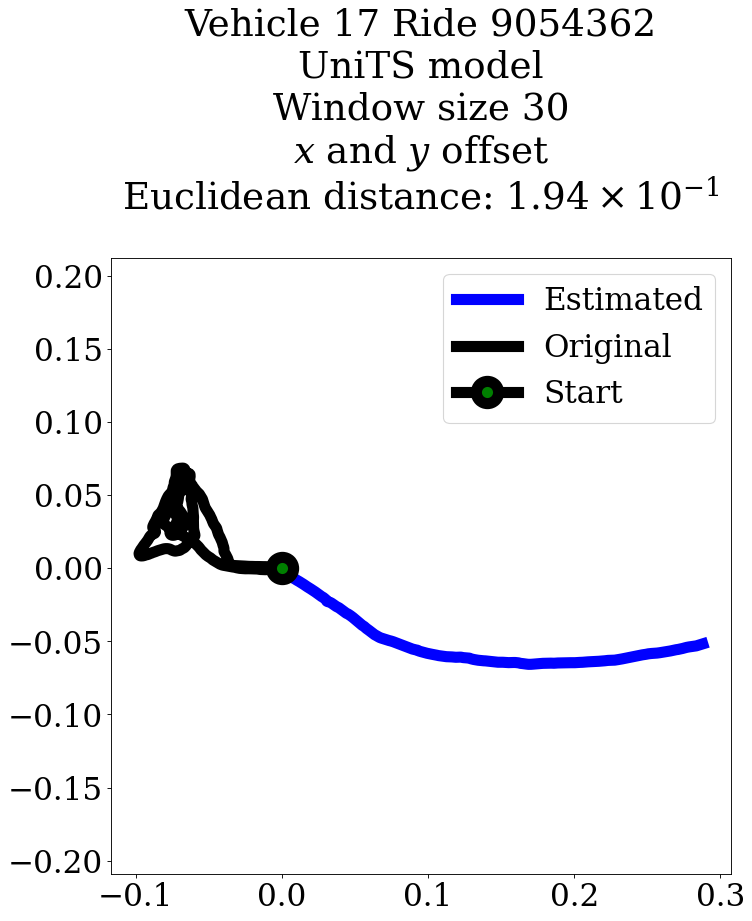 Vehicle 17 Ride 9054362
UniTS model
Window size 30
x and y offset
Euclidean distance: 1.94 × 10⁻¹
Estimated
Original
Start
0.20
0.15
0.10
0.05
0.00
−0.05
−0.10
−0.15
−0.20
−0.1 0.0 0.1 0.2 0.3